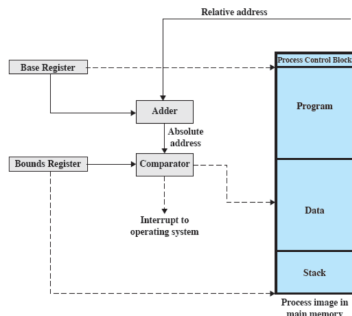 Relative address
Process Control Block
Base Register
Program
Adder
Absolute
address
Bounds Register
Comparator
Data
Interrupt to
operating system
Stack
Process image in
main memory